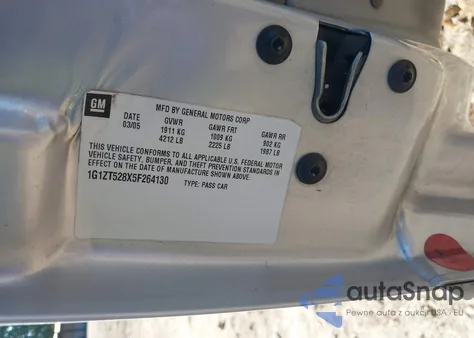 GM
MFD BY GENERAL MOTORS CORP
DATE GVWR GAWR FRT GAWR RR
03/05 1911 KG 1009 KG 902 KG
4212 LB 2225 LB 1987 LB
THIS VEHICLE CONFORMS TO ALL APPLICABLE U.S. FEDERAL MOTOR
VEHICLE SAFETY, BUMPER, AND THEFT PREVENTION STANDARDS IN
EFFECT ON THE DATE OF MANUFACTURE SHOWN ABOVE.
1G1ZT528X5F264130 TYPE: PASS CAR
autaSnap
Pewne auta z aukcji USA i EU